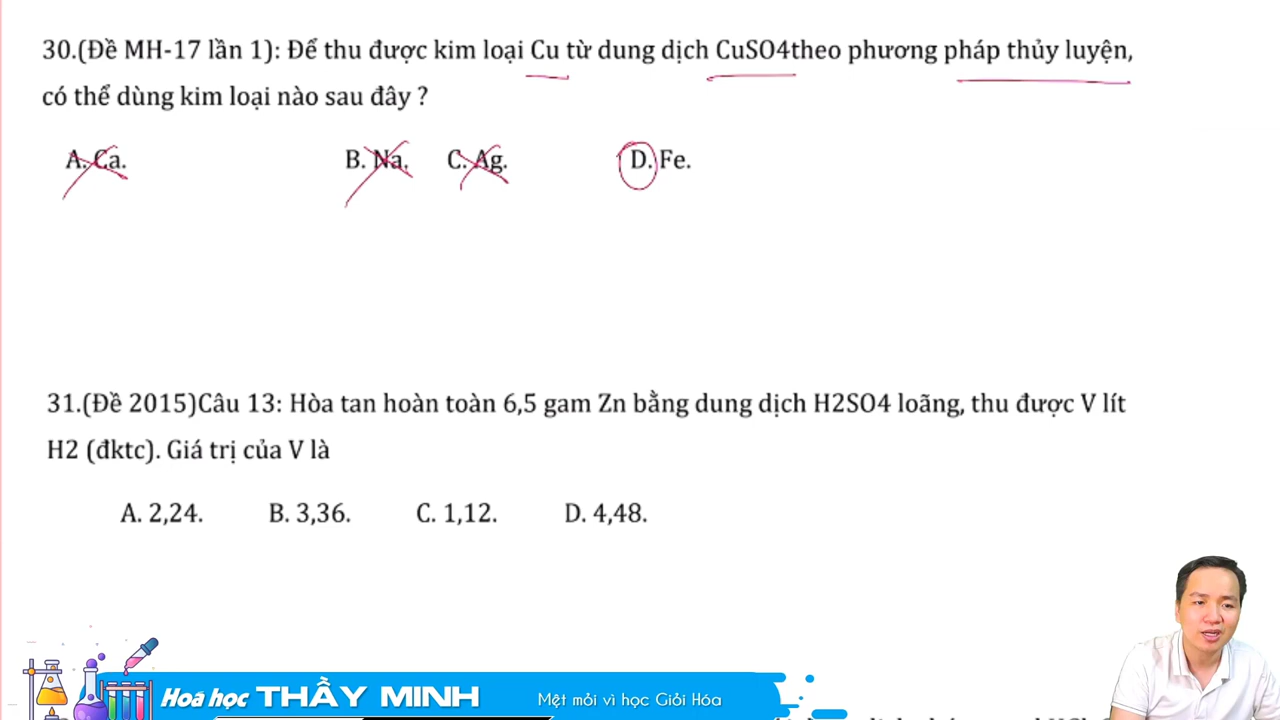 30.(Đề MH-17 lần 1): Để thu được kim loại Cu từ dung dịch CuSO4theo phương pháp thủy luyện,
có thể dùng kim loại nào sau đây ?
A. Ca. B. Na. C. Ag. D. Fe.
31.(Đề 2015)Câu 13: Hòa tan hoàn toàn 6,5 gam Zn bằng dung dịch H2SO4 loãng, thu được V lít
H2 (đktc). Giá trị của V là
A. 2,24. B. 3,36. C. 1,12. D. 4,48.
Hoá học THẦY MINH Mệt mỏi vì học Giỏi Hóa